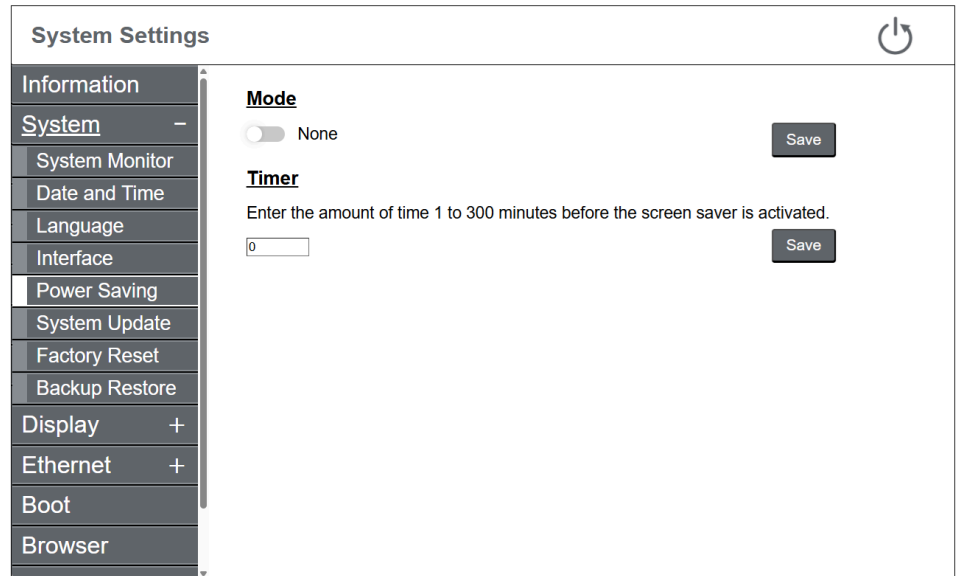 System Settings
Information
System −
System Monitor
Date and Time
Language
Interface
Power Saving
System Update
Factory Reset
Backup Restore
Display +
Ethernet +
Boot
Browser
Mode
None
Save
Timer
Enter the amount of time 1 to 300 minutes before the screen saver is activated.
0
Save